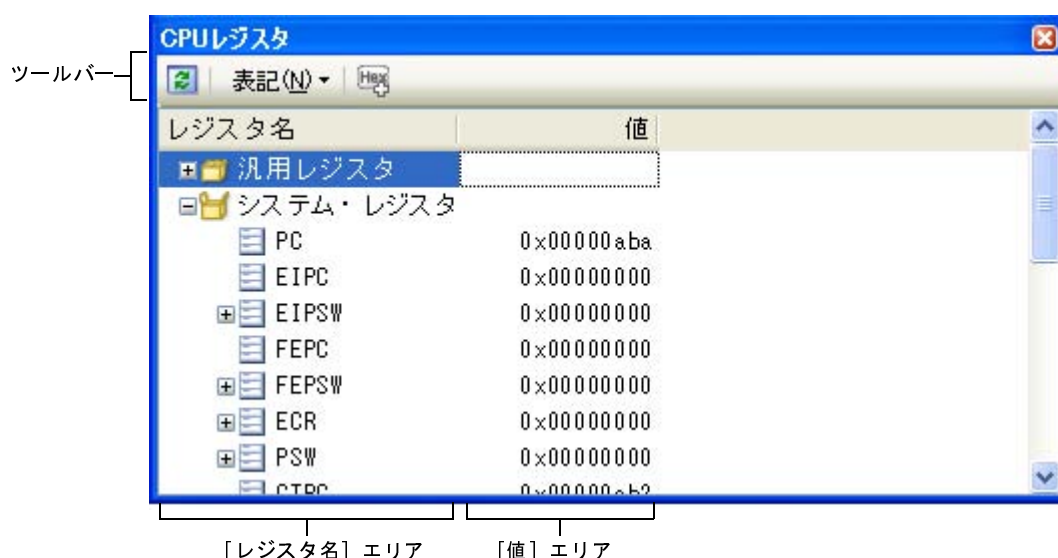 CPUレジスタ
ツールバー
表記(N)
Hex
レジスタ名 値
汎用レジスタ
システム・レジスタ
PC 0x00000aba
EIPC 0x00000000
EIPSW 0x00000000
FEPC 0x00000000
FEPSW 0x00000000
ECR 0x00000000
PSW 0x00000000
CTPC 0x00000ab2
［レジスタ名］エリア ［値］エリア